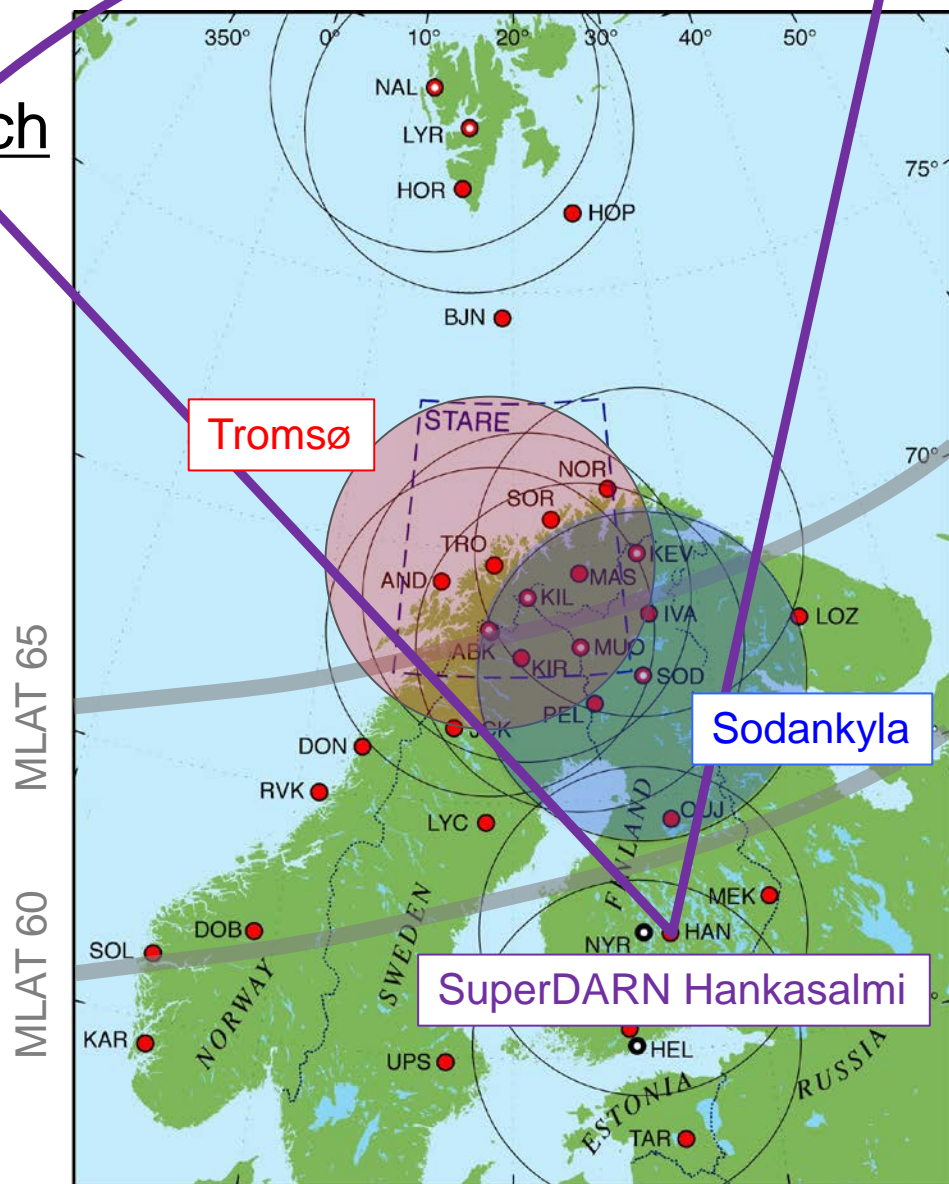 350°
0°
10°
20°
30°
40°
50°
NAL
ch
LYR
75°
HOR
HOP
BJN
STARE
Tromsø
70°
NOR
SOR
TRO
KEV
AND
MAS
KIL
IVA
LOZ
ABK
MUO
KIR
SOD
MLAT 65
PEL
JCK
Sodankyla
DON
RVK
OUJ
LYC
FINLAND
MEK
SWEDEN
DOB
NYR
HAN
SOL
MLAT 60
SuperDARN Hankasalmi
NORWAY
KAR
HEL
UPS
RUSSIA
ESTONIA
TAR